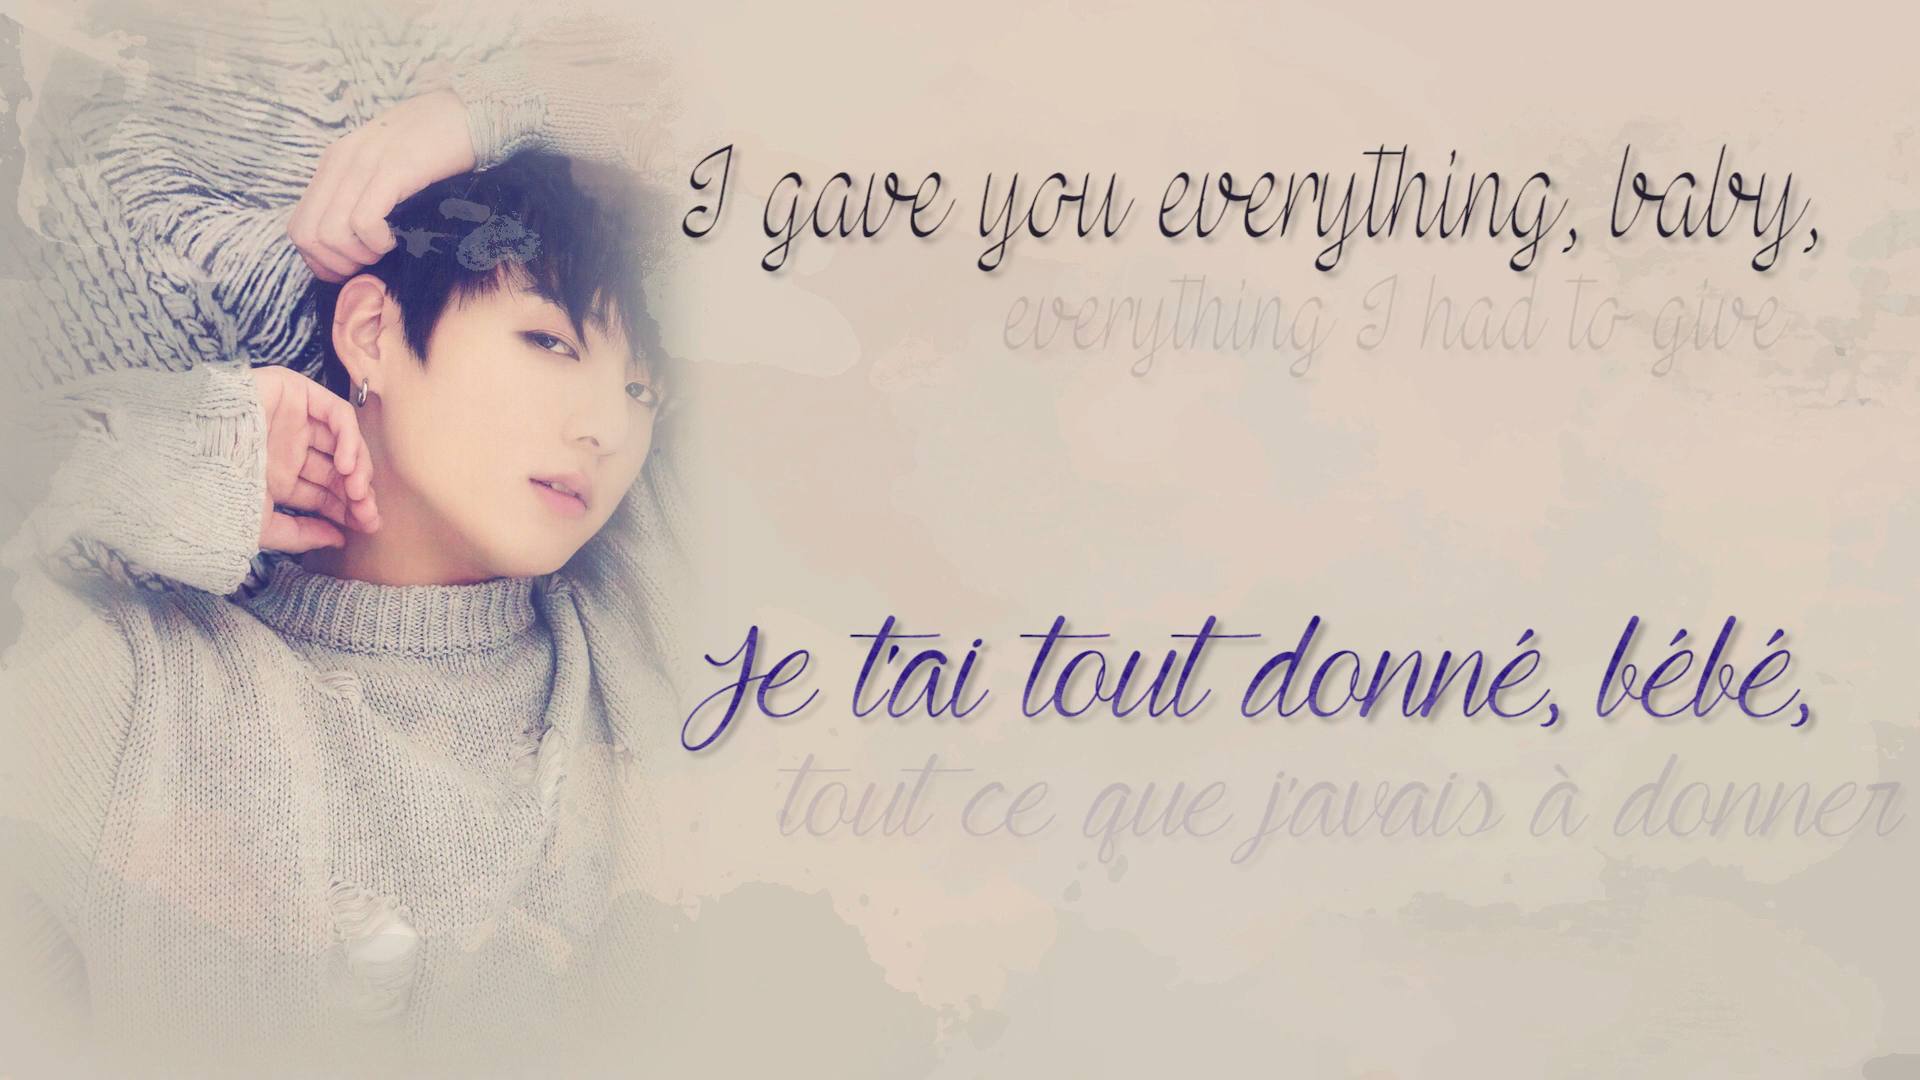 I gave you everything, baby,
everything I had to give
Je t'ai tout donné, bébé,
tout ce que j'avais à donner